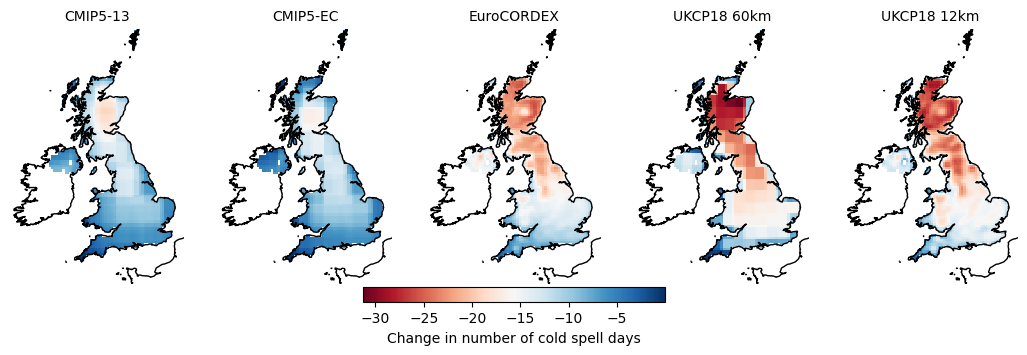 CMIP5-13 CMIP5-EC EuroCORDEX UKCP18 60km UKCP18 12km
−30 −25 −20 −15 −10 −5
Change in number of cold spell days